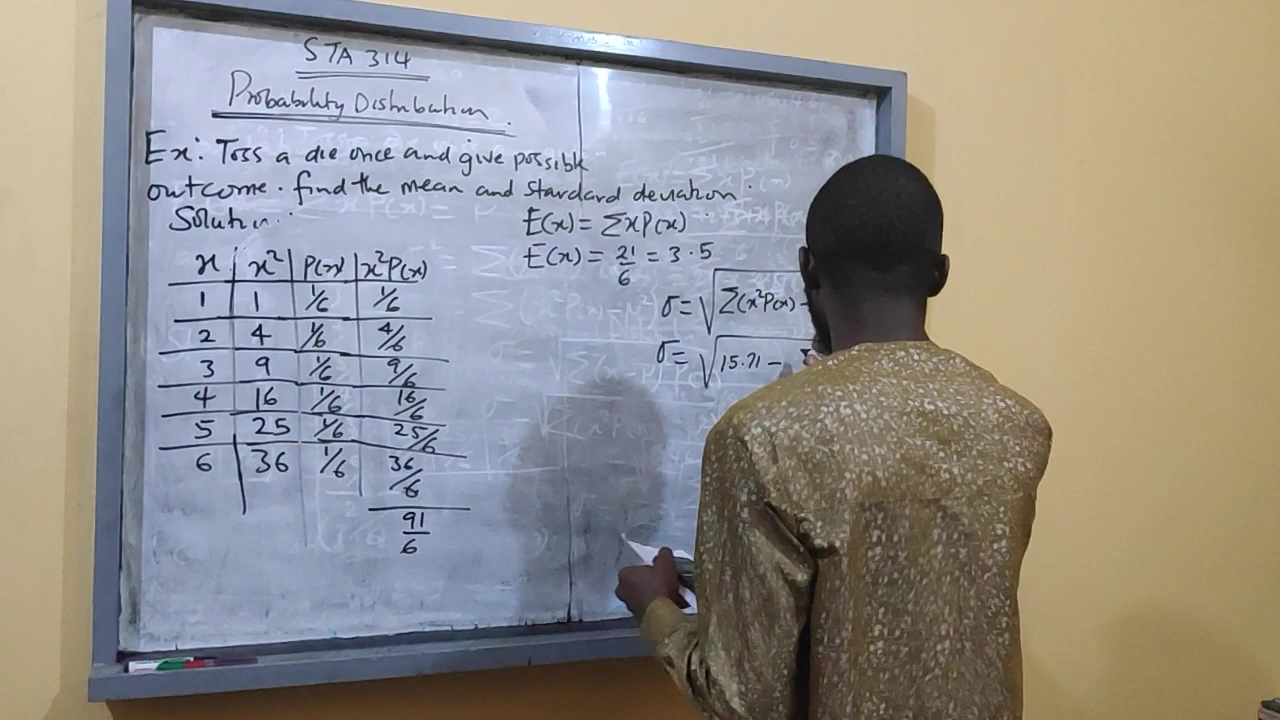 STA 314
Probability Distribution.
Ex: Toss a die once and give possible
outcome. find the mean and standard deviation.
Solution:
x | x² | P(x) | x²P(x)
1 | 1 | 1/6 | 1/6
2 | 4 | 1/6 | 4/6
3 | 9 | 1/6 | 9/6
4 | 16 | 1/6 | 16/6
5 | 25 | 1/6 | 25/6
6 | 36 | 1/6 | 36/6
91/6
E(x) = ΣxP(x)
E(x) = 21/6 = 3.5
σ = √Σ(x²P(x) -
σ = √15.71 -